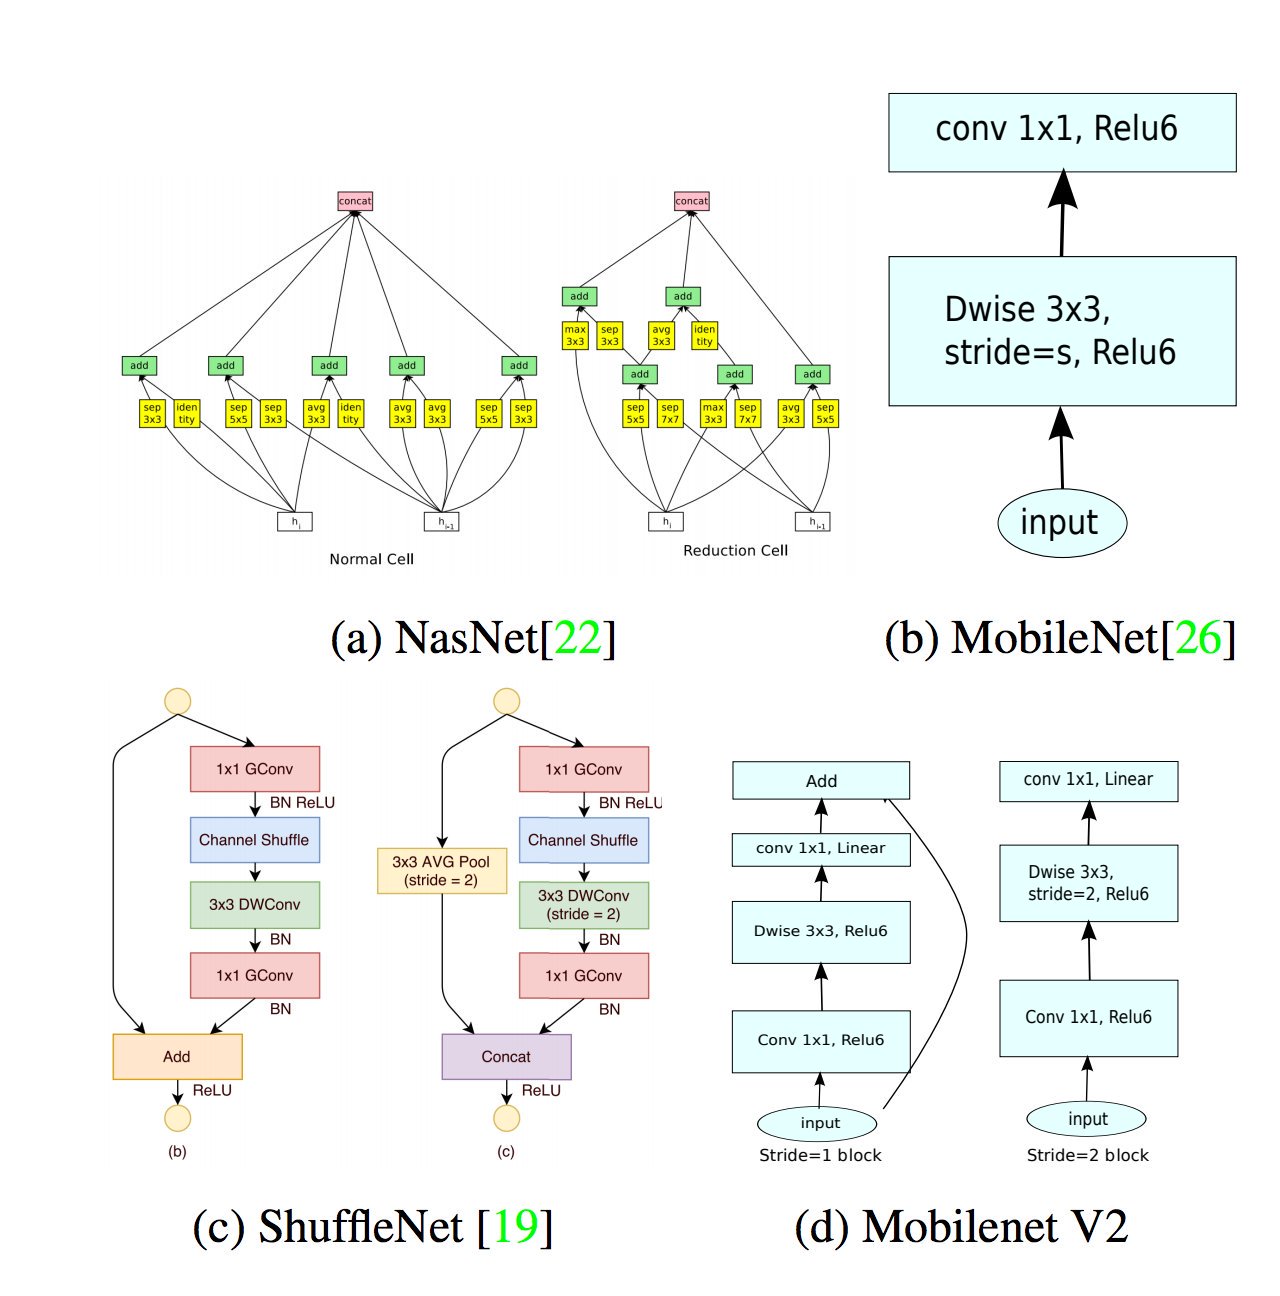 concat
add
add
add
add
add
sep
3x3
iden
tity
sep
5x5
sep
3x3
avg
3x3
iden
tity
avg
3x3
avg
3x3
sep
5x5
sep
3x3
hi
hi-1
Normal Cell
concat
add
add
max
3x3
sep
3x3
avg
3x3
iden
tity
add
add
add
sep
5x5
sep
7x7
max
3x3
sep
7x7
avg
3x3
sep
5x5
hi
hi-1
Reduction Cell
(a) NasNet[22]
conv 1x1, Relu6
Dwise 3x3,
stride=s, Relu6
input
(b) MobileNet[26]
1x1 GConv
BN ReLU
Channel Shuffle
3x3 DWConv
BN
1x1 GConv
BN
Add
ReLU
(b)
1x1 GConv
BN ReLU
Channel Shuffle
3x3 AVG Pool
(stride = 2)
3x3 DWConv
(stride = 2)
BN
1x1 GConv
BN
Concat
ReLU
(c)
(c) ShuffleNet [19]
Add
conv 1x1, Linear
Dwise 3x3, Relu6
Conv 1x1, Relu6
input
Stride=1 block
conv 1x1, Linear
Dwise 3x3,
stride=2, Relu6
Conv 1x1, Relu6
input
Stride=2 block
(d) Mobilenet V2